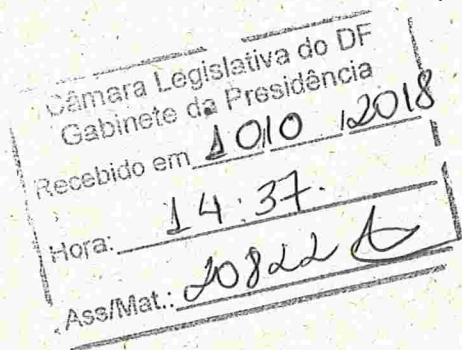 Câmara Legislativa do DF
Gabinete da Presidência
Recebido em 10/10/2018
Hora: 14:37.
Ass/Mat.: 20822